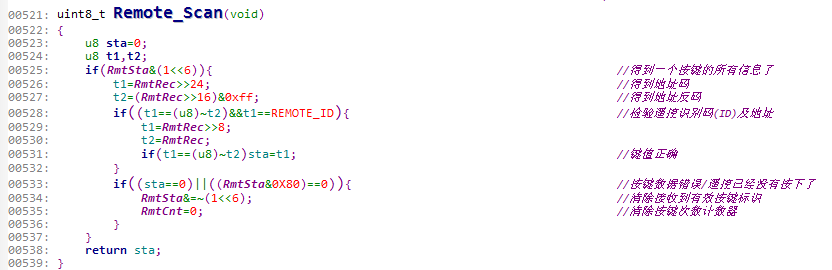 00521: uint8_t Remote_Scan(void)
00522: {
00523:     u8 sta=0;
00524:     u8 t1,t2;
00525:     if(RmtSta&(1<<6)){ //得到一个按键的所有信息了
00526:         t1=RmtRec>>24; //得到地址码
00527:         t2=(RmtRec>>16)&0xff; //得到地址反码
00528:         if((t1==(u8)~t2)&&t1==REMOTE_ID){ //检验遥控识别码(ID)及地址
00529:             t1=RmtRec>>8;
00530:             t2=RmtRec;
00531:             if(t1==(u8)~t2)sta=t1; //键值正确
00532:         }
00533:         if((sta==0)||((RmtSta&0X80)==0)){ //按键数据错误/遥控已经没有按下了
00534:             RmtSta&=~(1<<6); //清除接收到有效按键标识
00535:             RmtCnt=0; //清除按键次数计数器
00536:         }
00537:     }
00538:     return sta;
00539: }